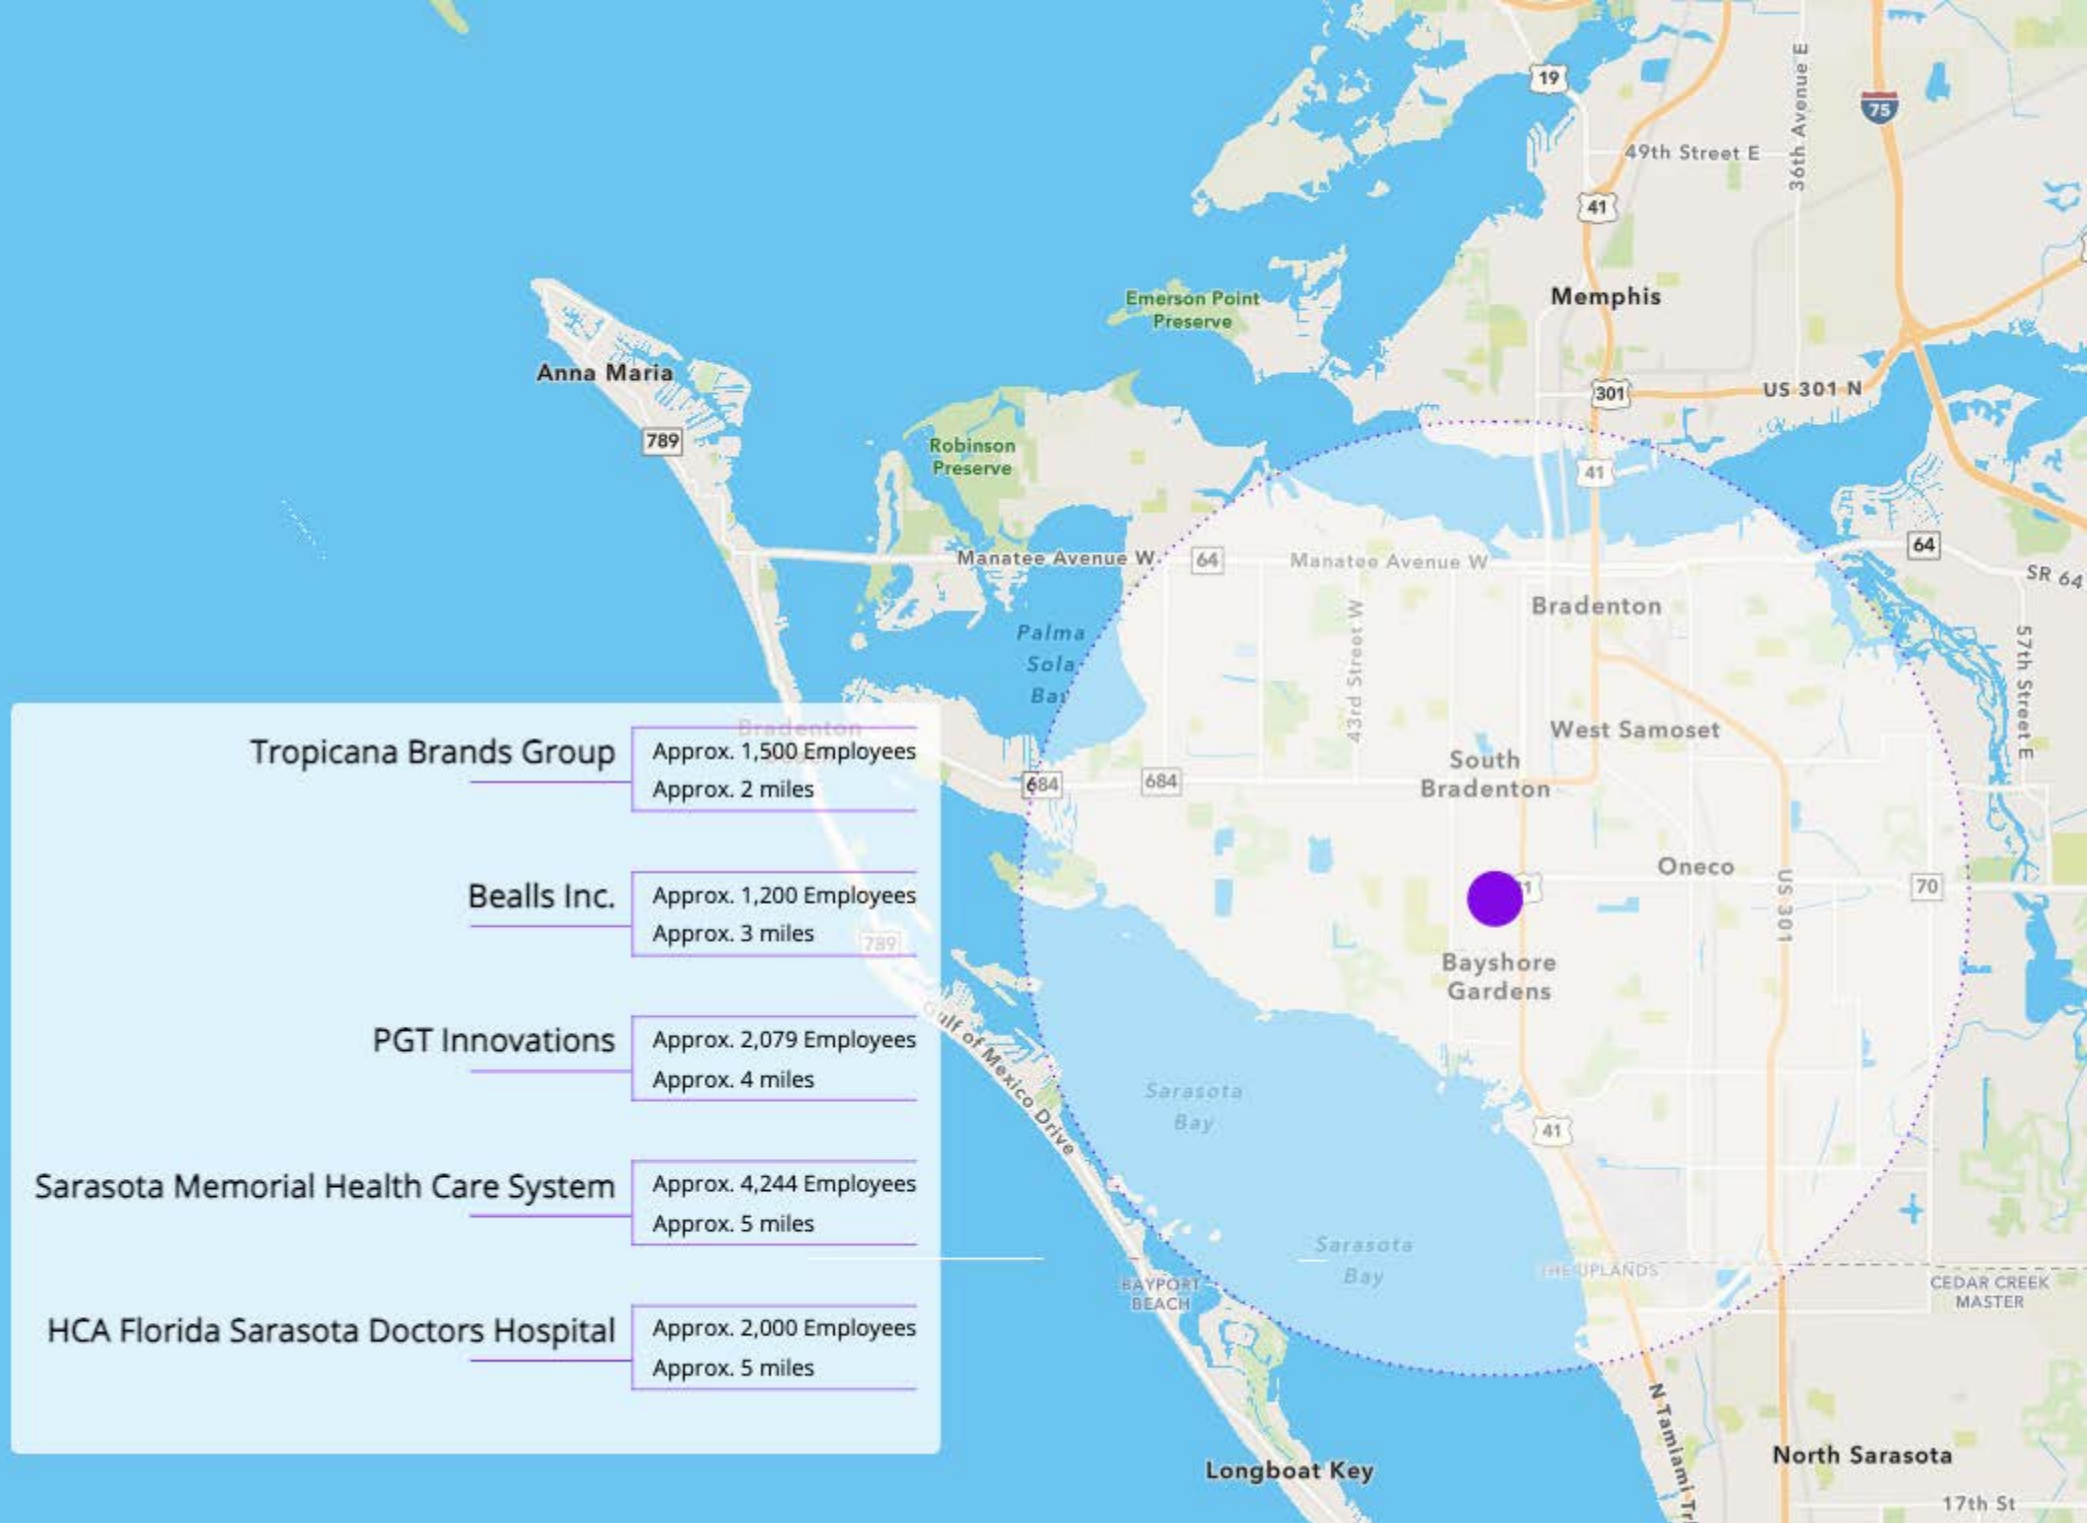 19
75
36th Avenue E
49th Street E
41
Memphis
Emerson Point
Preserve
Anna Maria
301
US 301 N
789
Robinson
Preserve
41
Manatee Avenue W
64
Manatee Avenue W
64
SR 64
Palma
Sola
Bay
Bradenton
43rd Street W
57th Street E
West Samoset
South
Bradenton
684
684
Oneco
70
US 301
Bayshore
Gardens
Bradenton
Tropicana Brands Group
Approx. 1,500 Employees
Approx. 2 miles
Bealls Inc.
Approx. 1,200 Employees
Approx. 3 miles
789
PGT Innovations
Approx. 2,079 Employees
Approx. 4 miles
Sarasota Memorial Health Care System
Approx. 4,244 Employees
Approx. 5 miles
HCA Florida Sarasota Doctors Hospital
Approx. 2,000 Employees
Approx. 5 miles
Gulf of Mexico Drive
Sarasota
Bay
41
Sarasota
Bay
THE UPLANDS
BAYPORT
BEACH
CEDAR CREEK
MASTER
N Tamiami Tr
Longboat Key
North Sarasota
17th St